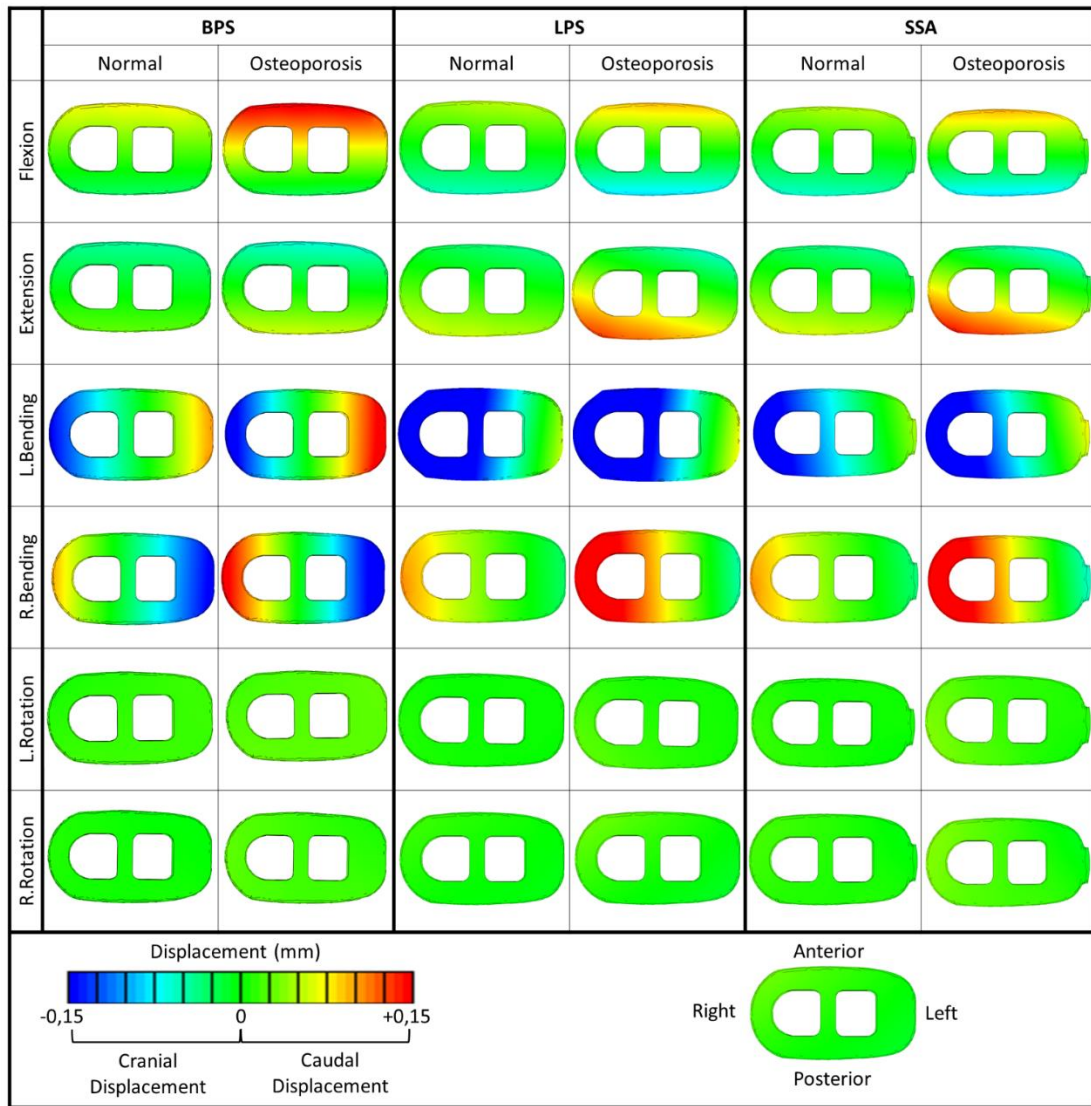 BPS LPS SSA
Normal Osteoporosis Normal Osteoporosis Normal Osteoporosis
Flexion
Extension
L.Bending
R.Bending
L.Rotation
R.Rotation
Displacement (mm)
-0,15 0 +0,15
Cranial Displacement
Caudal Displacement
Anterior
Right Left
Posterior